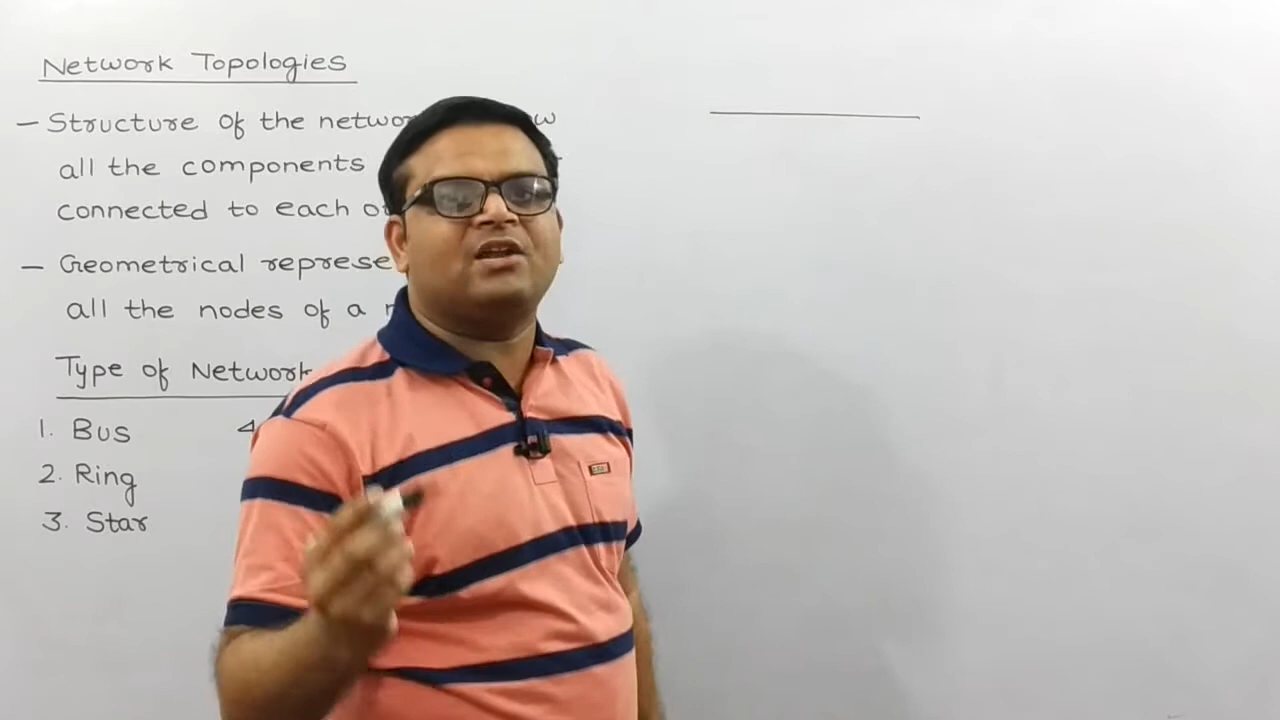 Network Topologies
- Structure of the networ w
all the components
connected to each o
- Geometrical represe
all the nodes of a
Type of Network
1. Bus 4
2. Ring
3. Star